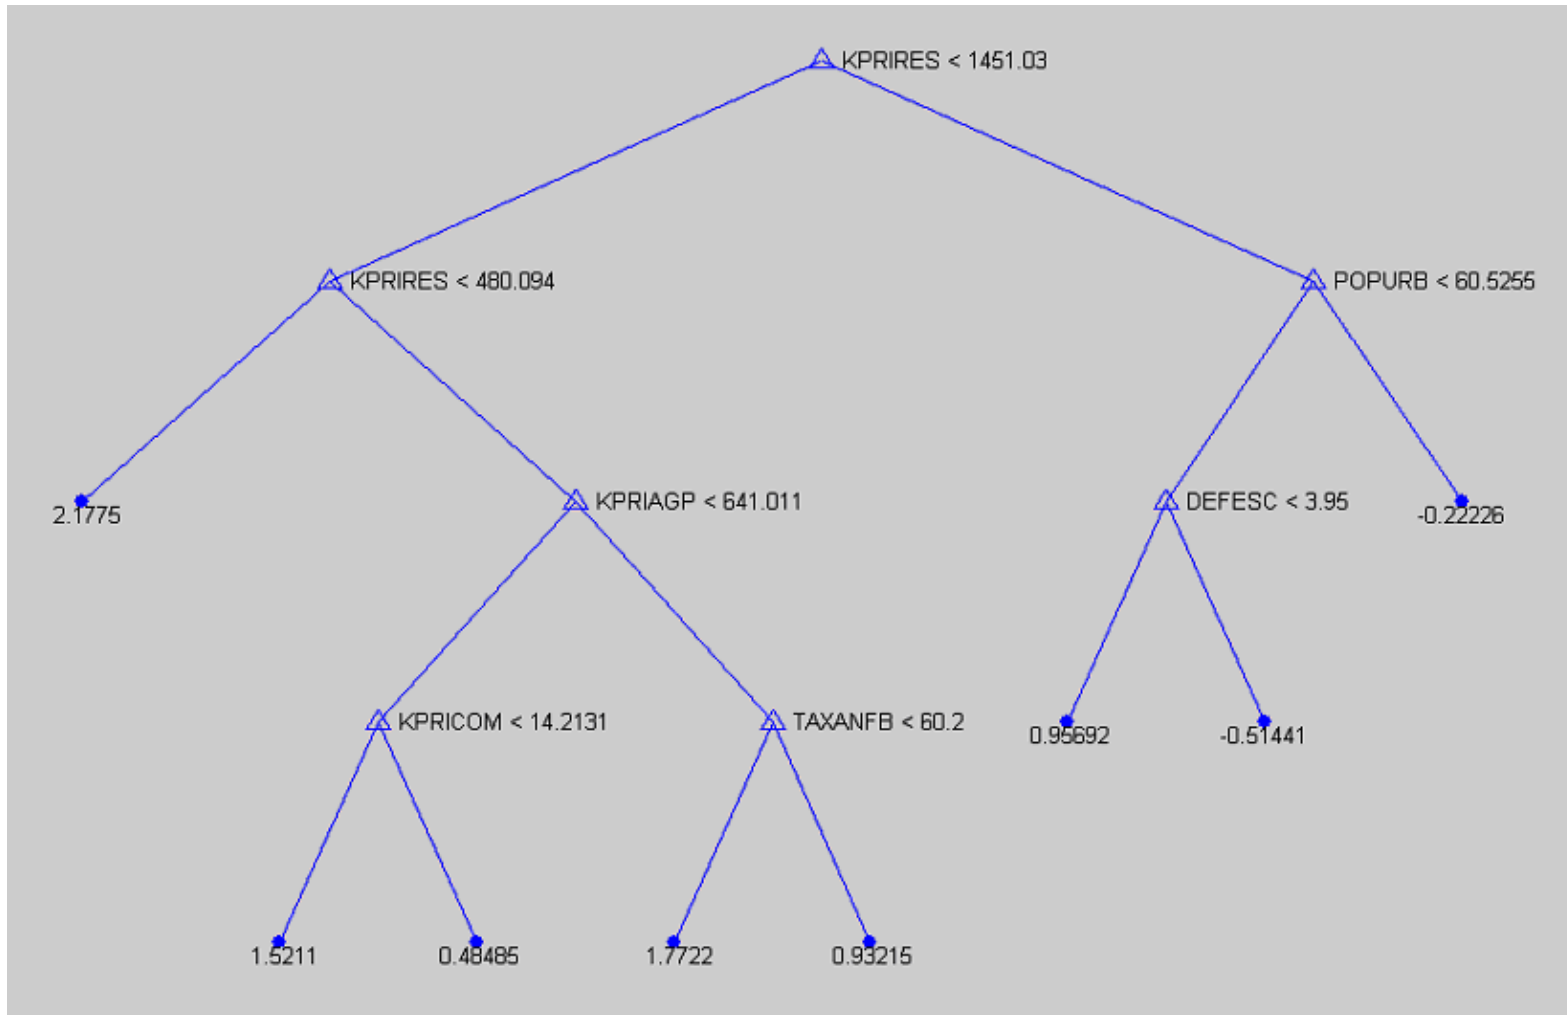 KPRIRES < 1451.03
KPRIRES < 480.094
POPURB < 60.5255
2.1775
KPRIAGP < 641.011
DEFESC < 3.95
-0.22226
KPRICOM < 14.2131
TAXANFB < 60.2
0.95692
-0.51441
1.5211
0.48485
1.7722
0.93215